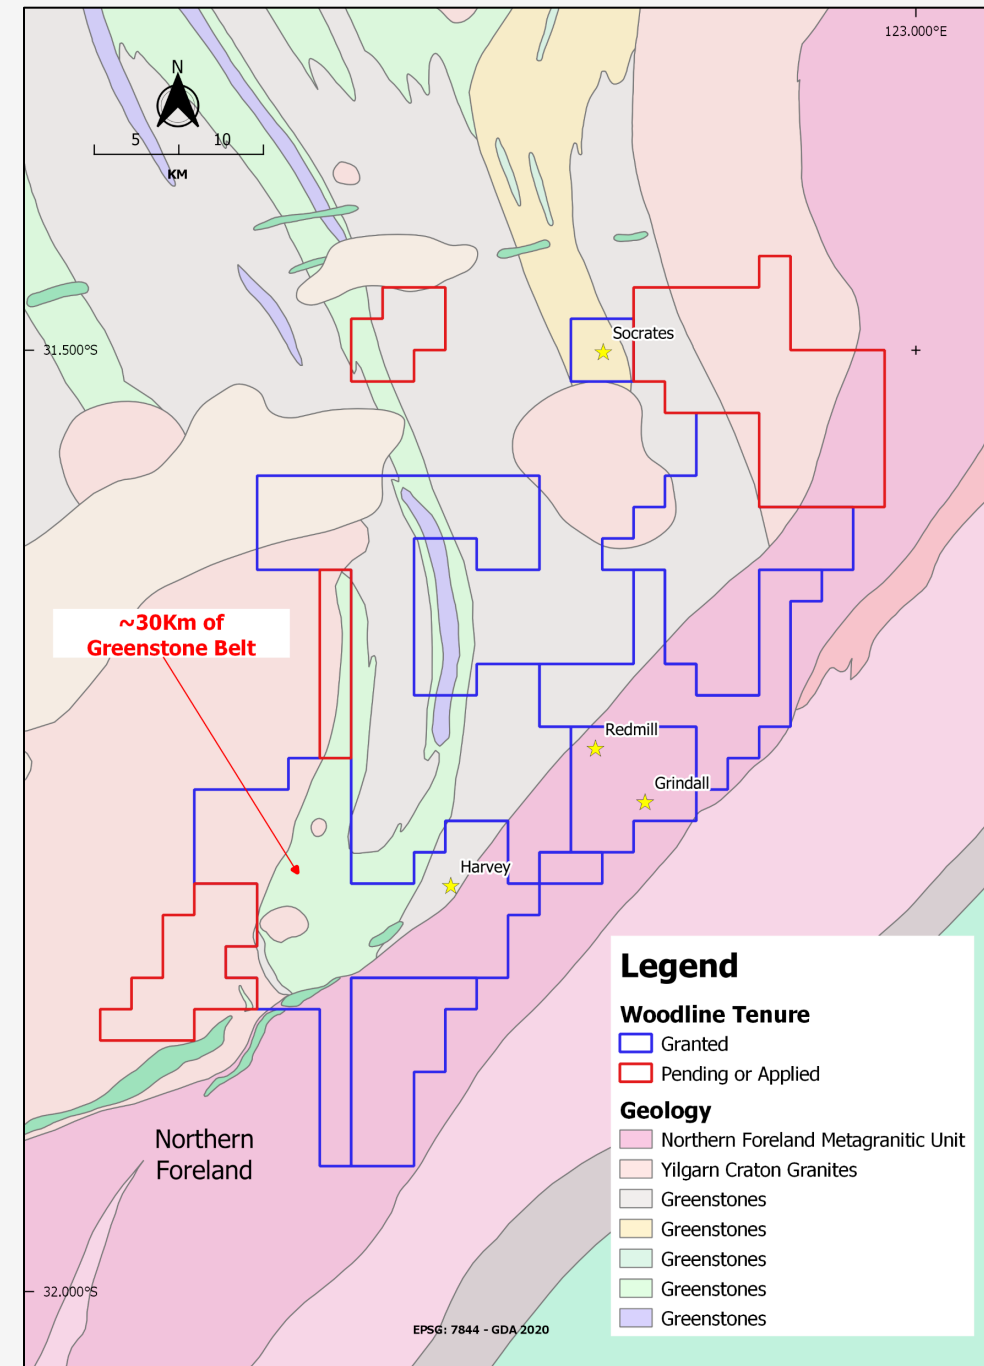 123.000°E
N
5 10
KM
31.500°S
Socrates
~30Km of
Greenstone Belt
Redmill
Grindall
Harvey
Northern
Foreland
32.000°S
EPSG: 7844 - GDA 2020
Legend
Woodline Tenure
Granted
Pending or Applied
Geology
Northern Foreland Metagranitic Unit
Yilgarn Craton Granites
Greenstones
Greenstones
Greenstones
Greenstones
Greenstones